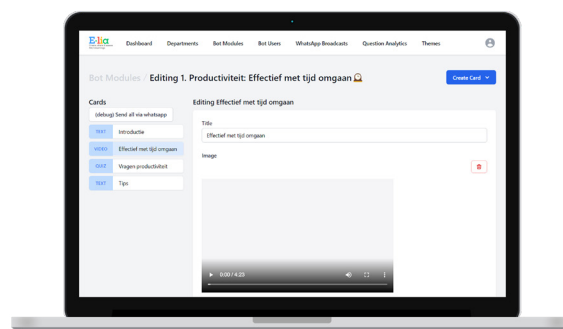 E-lia
Dashboard Departments Bot Modules Bot Users WhatsApp Broadcasts Question Analytics Themes
Bot Modules / Editing 1. Productiviteit: Effectief met tijd omgaan
Create Card
Cards
Editing Effectief met tijd omgaan
(debug) Send all via whatsapp
TEXT Introductie
VIDEO Effectief met tijd omgaan
QUIZ Vragen productiviteit
TEXT Tips
Title
Effectief met tijd omgaan
Image
0:00 / 4:23